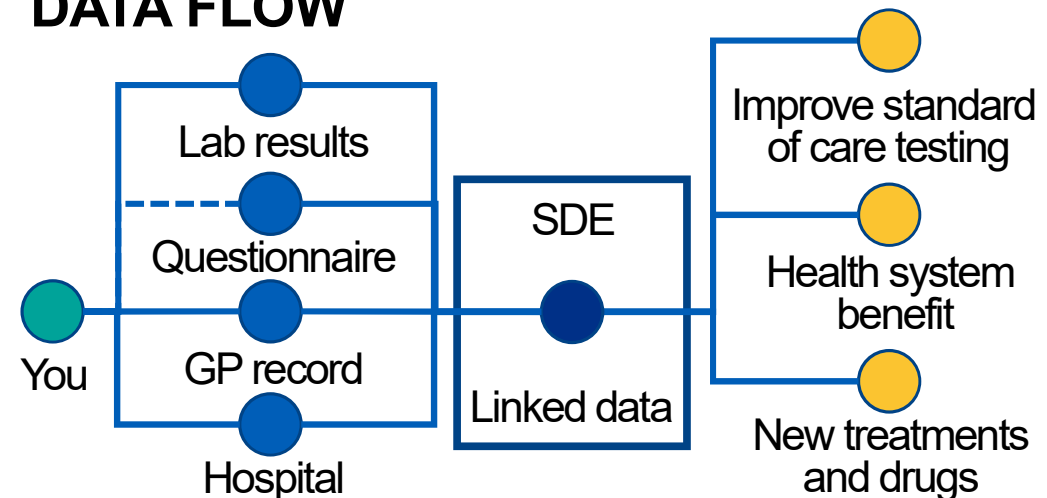 DATA FLOW
Lab results
Questionnaire
You
GP record
Hospital
SDE
Linked data
Improve standard
of care testing
Health system
benefit
New treatments
and drugs